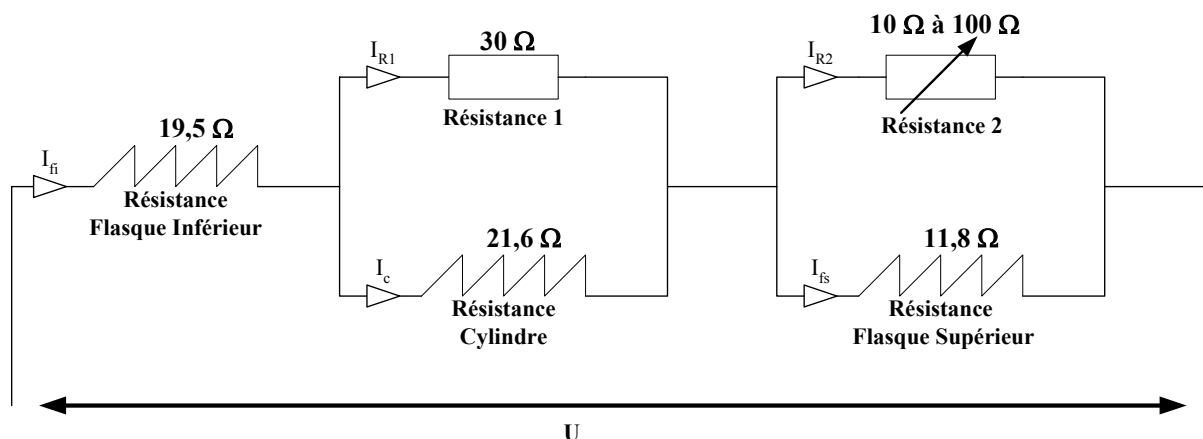 10 Ω à 100 Ω
30 Ω
I_R1
I_R2
Résistance 1
Résistance 2
19,5 Ω
I_fi
Résistance
Flasque Inférieur
21,6 Ω
11,8 Ω
I_c
I_fs
Résistance
Cylindre
Résistance
Flasque Supérieur
U